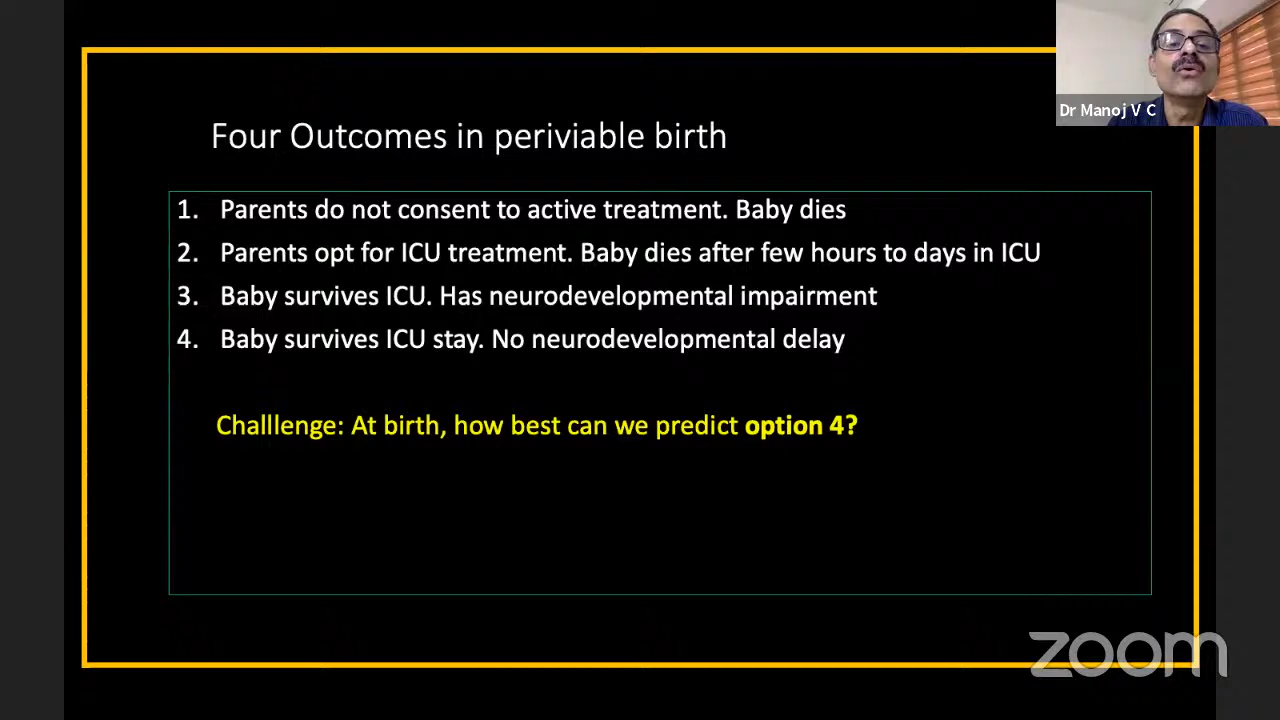 Dr Manoj V C
Four Outcomes in periviable birth
1. Parents do not consent to active treatment. Baby dies
2. Parents opt for ICU treatment. Baby dies after few hours to days in ICU
3. Baby survives ICU. Has neurodevelopmental impairment
4. Baby survives ICU stay. No neurodevelopmental delay
Challlenge: At birth, how best can we predict option 4?
zoom